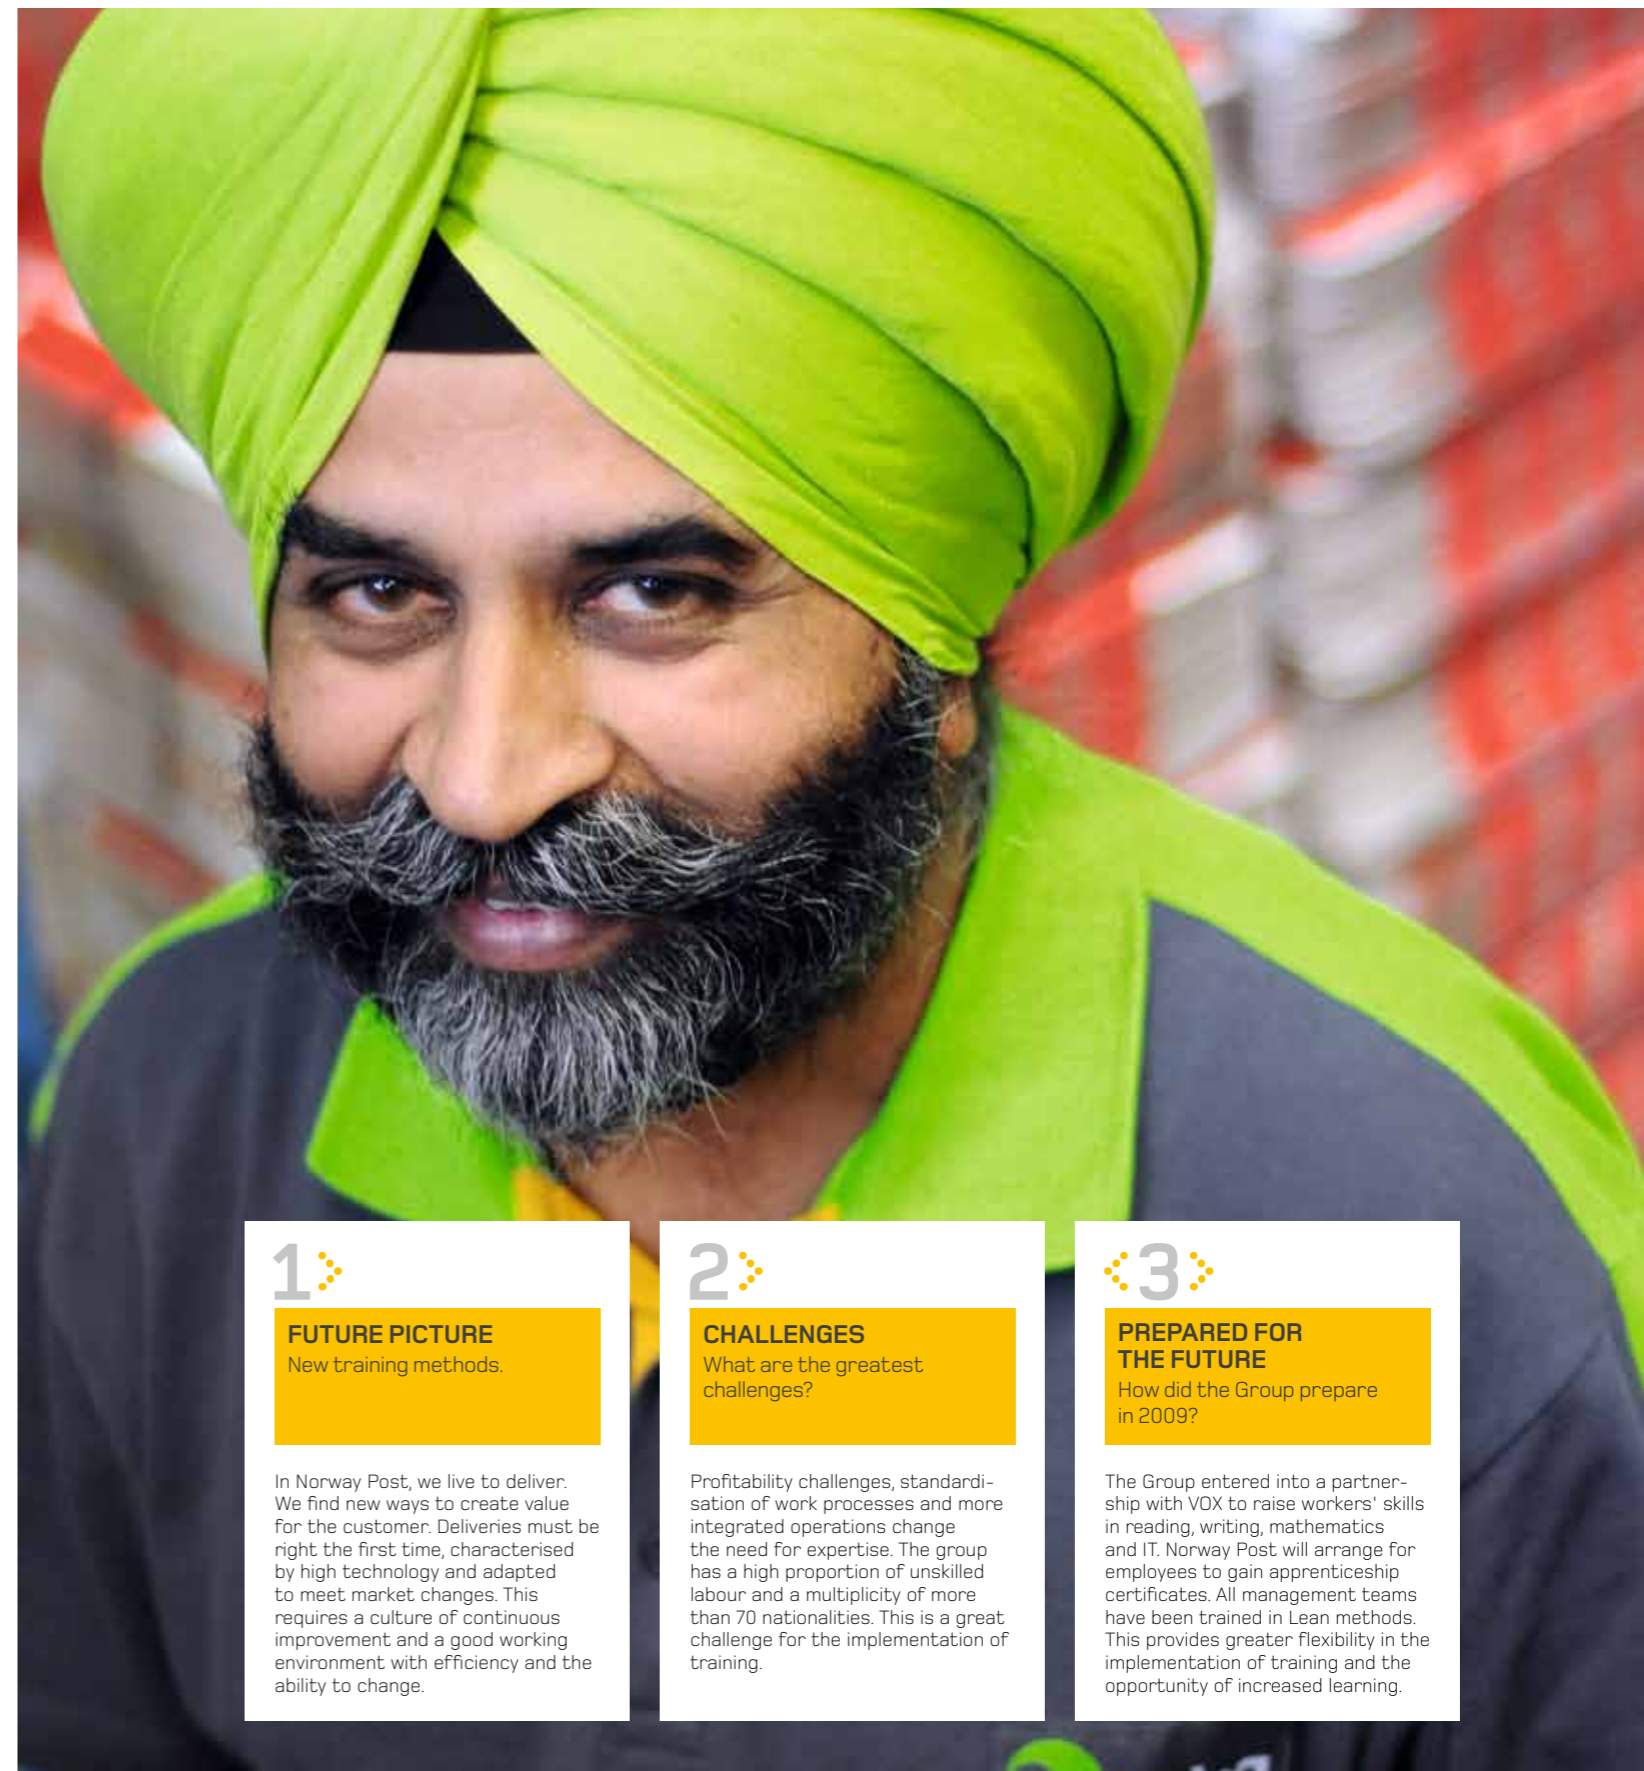 1
FUTURE PICTURE
New training methods.
In Norway Post, we live to deliver.
We find new ways to create value
for the customer. Deliveries must be
right the first time, characterised
by high technology and adapted
to meet market changes. This
requires a culture of continuous
improvement and a good working
environment with efficiency and the
ability to change.
2
CHALLENGES
What are the greatest
challenges?
Profitability challenges, standardi-
sation of work processes and more
integrated operations change
the need for expertise. The group
has a high proportion of unskilled
labour and a multiplicity of more
than 70 nationalities. This is a great
challenge for the implementation of
training.
3
PREPARED FOR
THE FUTURE
How did the Group prepare
in 2009?
The Group entered into a partner-
ship with VOX to raise workers' skills
in reading, writing, mathematics
and IT. Norway Post will arrange for
employees to gain apprenticeship
certificates. All management teams
have been trained in Lean methods.
This provides greater flexibility in the
implementation of training and the
opportunity of increased learning.